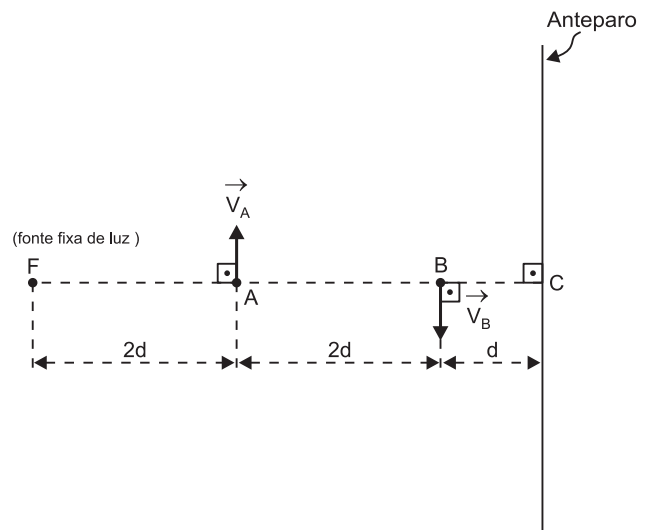 Anteparo
V_A
(fonte fixa de luz )
F
A
B
C
V_B
2d
2d
d